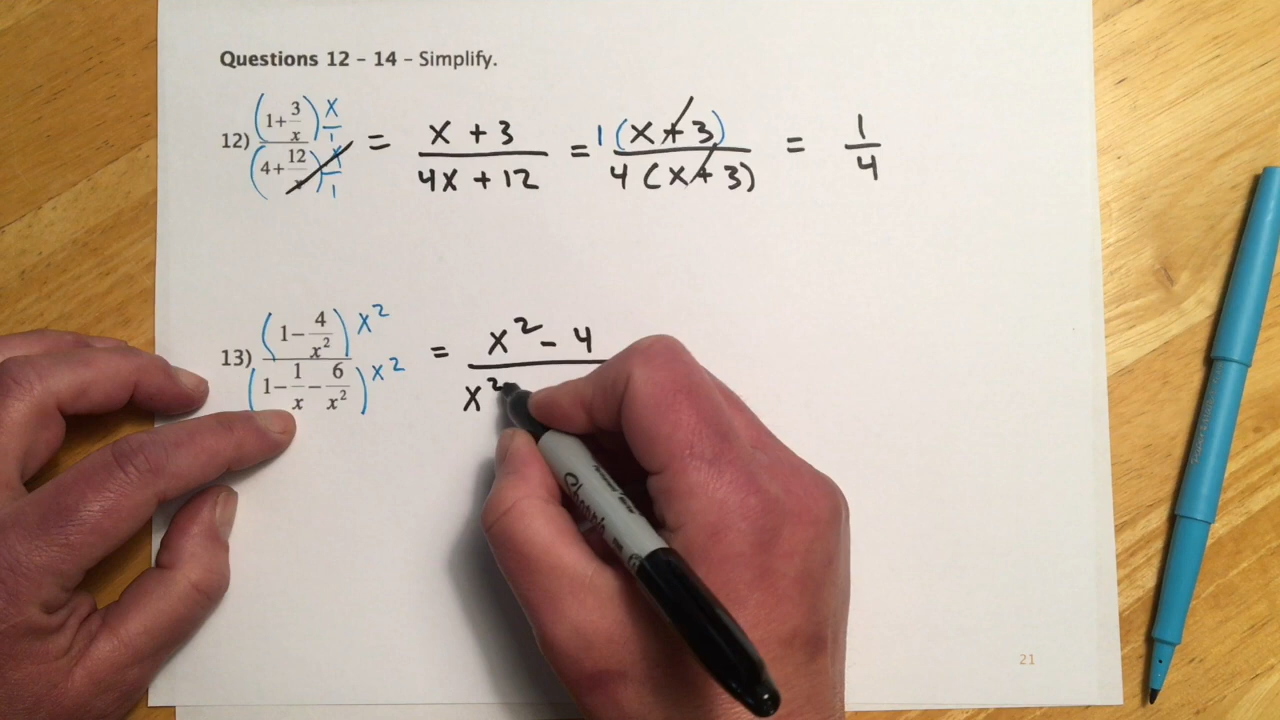 Questions 12 – 14 – Simplify.
12) (1+3/x) x/1 / (4+12/x) x/1 = x + 3 / 4x + 12 = 1(x+3) / 4(x+3) = 1/4
13) (1-4/x²) x² / (1-1/x-6/x²) x² = x² - 4 / x²
Sharpie
21